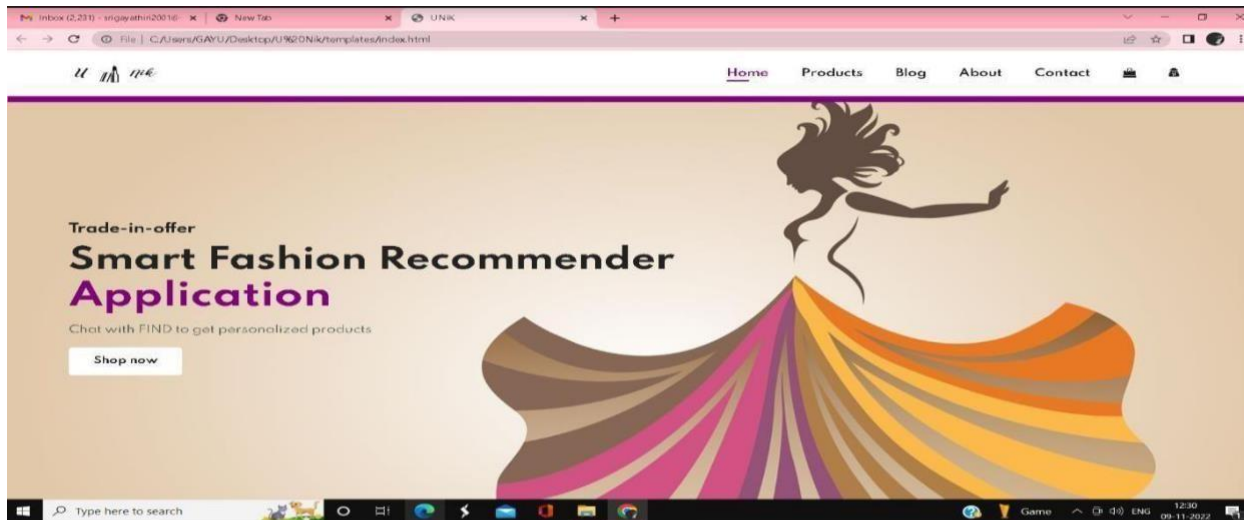 Inbox (2,231) - srigayathin2001@
New Tab
UNIK
File | C:/Users/GAYU/Desktop/U%20Nik/templates/index.html
U nik
Home Products Blog About Contact
Trade-in-offer
Smart Fashion Recommender
Application
Chat with FIND to get personalized products
Shop now
Type here to search
Game
ENG
12:30
09-11-2022